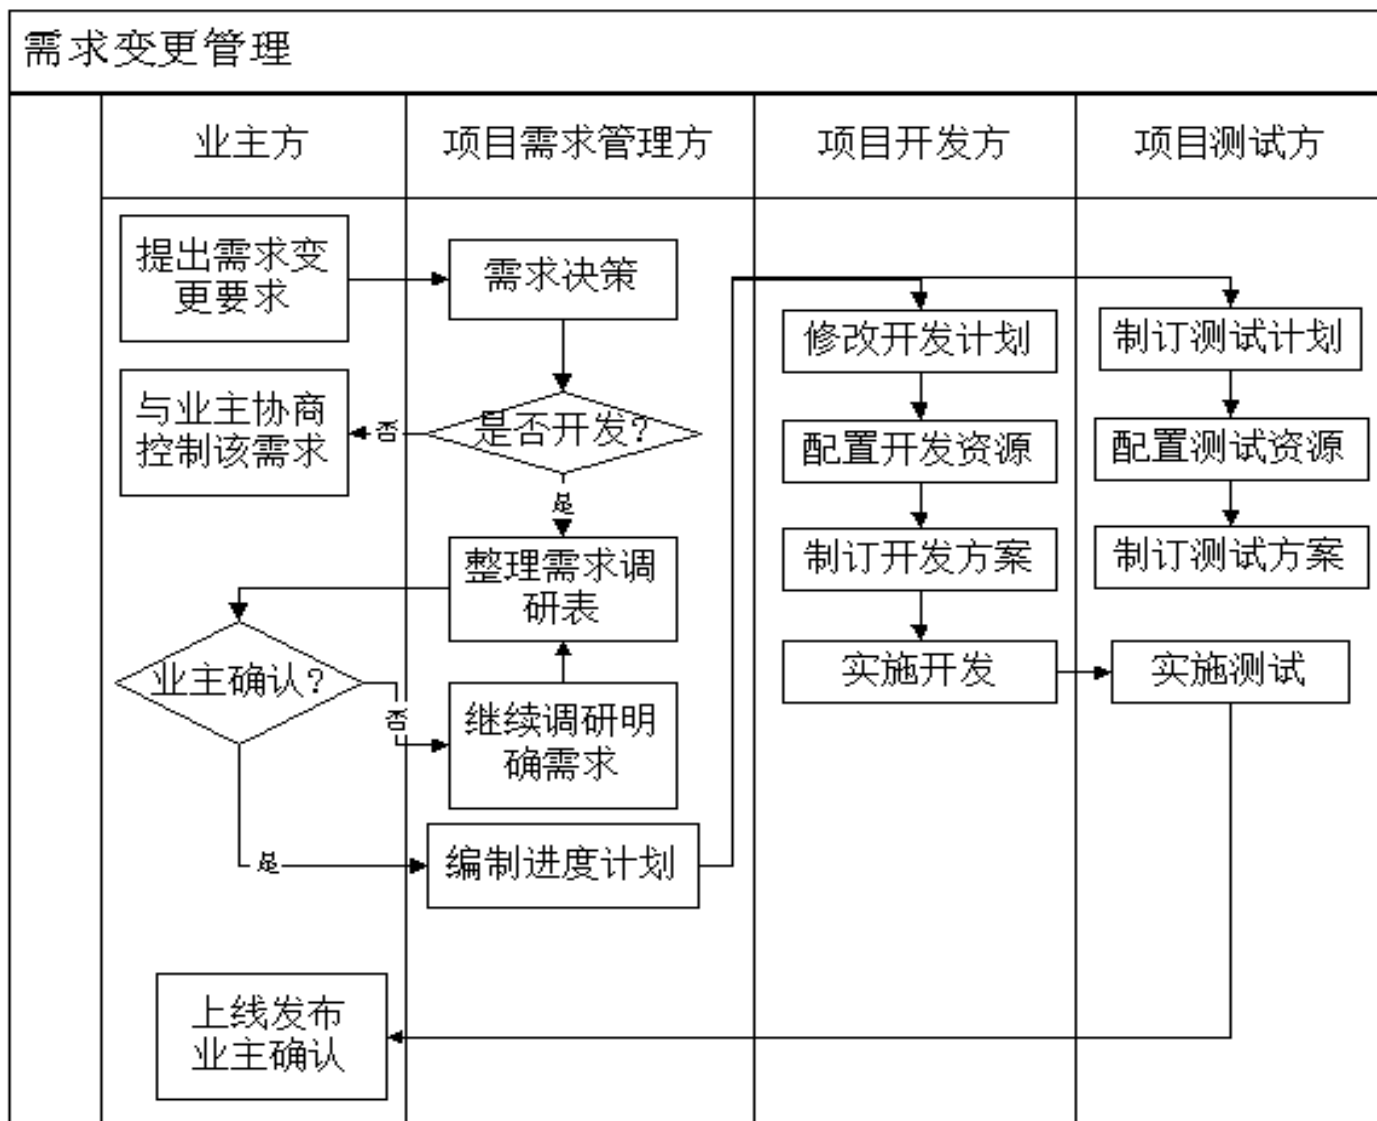 需求变更管理
业主方
项目需求管理方
项目开发方
项目测试方
提出需求变
更要求
需求决策
修改开发计划
制订测试计划
与业主协商
控制该需求
否
是否开发?
配置开发资源
配置测试资源
是
整理需求调
研表
制订开发方案
制订测试方案
业主确认?
否
继续调研明
确需求
实施开发
实施测试
是
编制进度计划
上线发布
业主确认